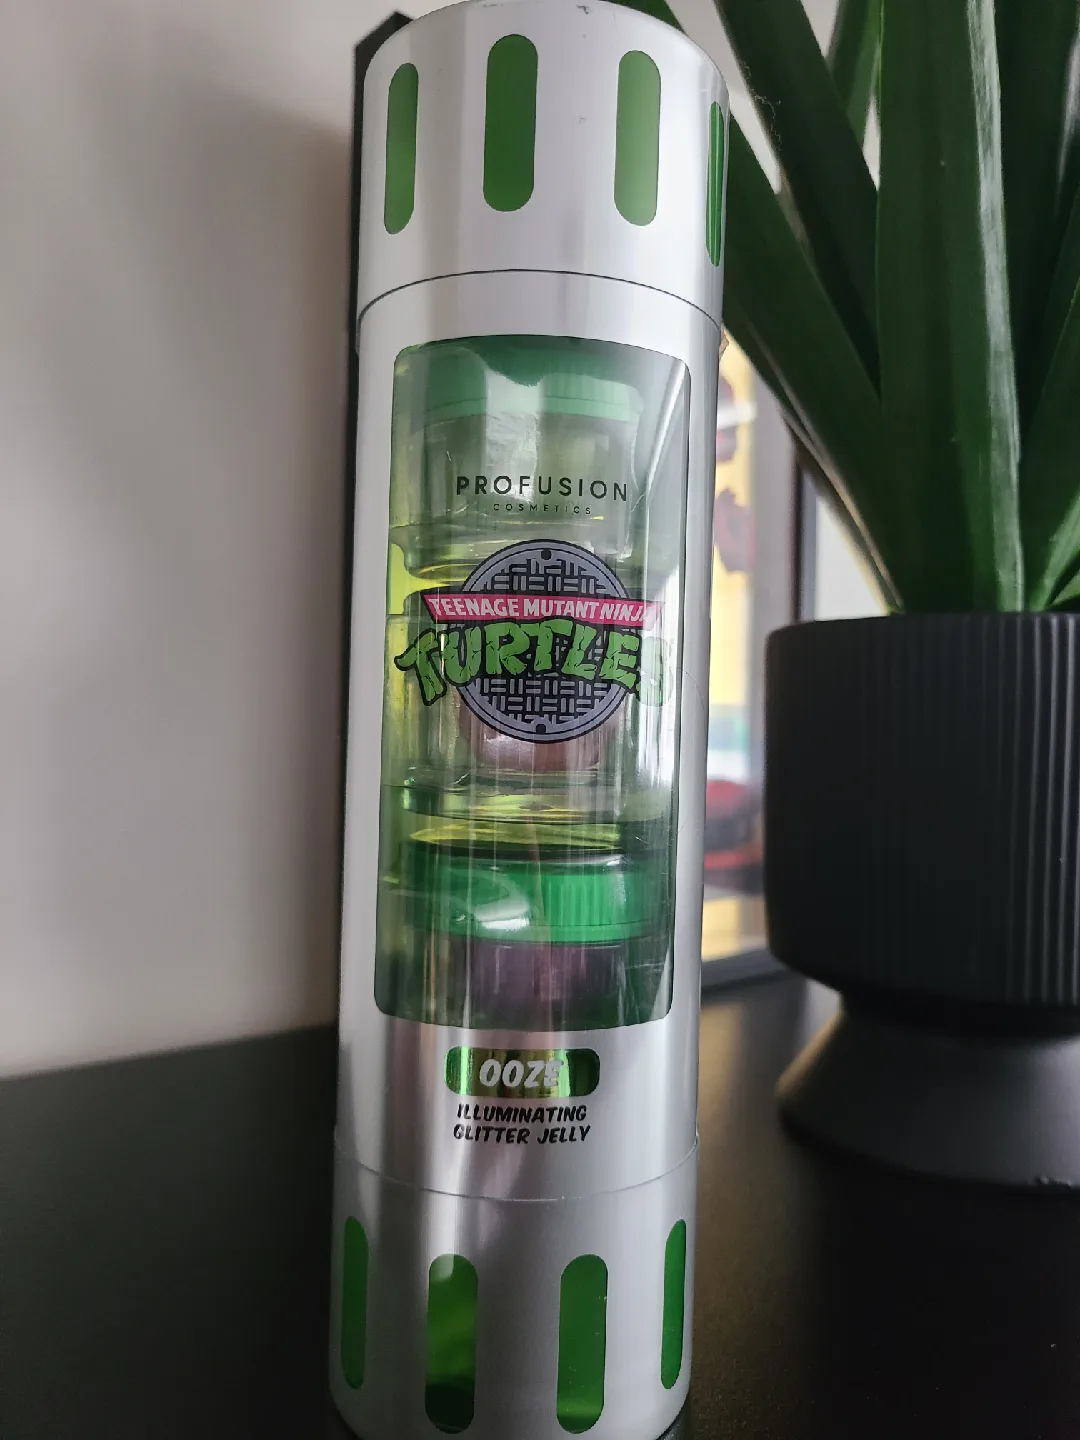 PROFUSION
COSMETICS
TEENAGE MUTANT NINJA
TURTLES
OOZE
ILLUMINATING
GLITTER JELLY